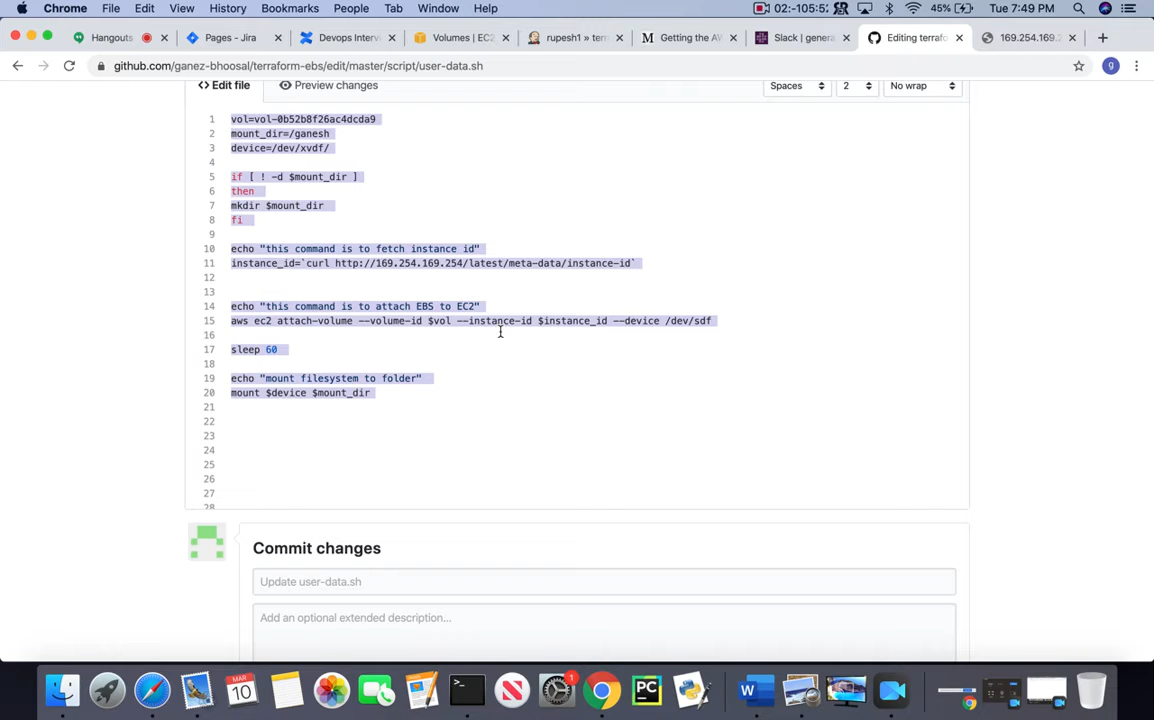 Chrome File Edit View History Bookmarks People Tab Window Help 02:-105:52 45% Tue 7:49 PM
Hangouts Pages - Jira Devops Interv Volumes | EC2 rupesh1 » ter Getting the AW Slack | genera Editing terrafo 169.254.169.2
github.com/ganez-bhoosal/terraform-ebs/edit/master/script/user-data.sh g
<> Edit file Preview changes Spaces 2 No wrap
1 vol=vol-0b52b8f26ac4dcda9
2 mount_dir=/ganesh
3 device=/dev/xvdf/
4
5 if [ ! -d $mount_dir ]
6 then
7 mkdir $mount_dir
8 fi
9
10 echo "this command is to fetch instance id"
11 instance_id=`curl http://169.254.169.254/latest/meta-data/instance-id`
12
13
14 echo "this command is to attach EBS to EC2"
15 aws ec2 attach-volume --volume-id $vol --instance-id $instance_id --device /dev/sdf
16
17 sleep 60
18
19 echo "mount filesystem to folder"
20 mount $device $mount_dir
21
22
23
24
25
26
27
28
Commit changes
Update user-data.sh
Add an optional extended description...
MAR
10
1
PC
W